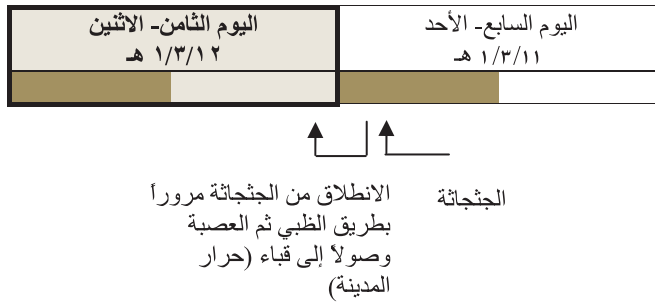 اليوم السابع- الأحد
١/٣/١١ هـ
اليوم الثامن- الاثنين
١/٣/١٢ هـ
الجثجاثة
الانطلاق من الجثجاثة مروراً
بطريق الظبي ثم العصبة
وصولاً إلى قباء (حرار
المدينة)